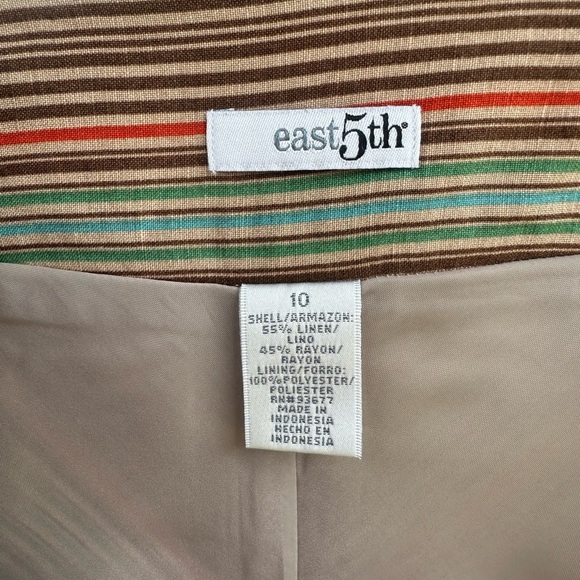 east5th®
10
SHELL/ARMAZON:
55% LINEN/
LINO
45% RAYON/
RAYON
LINING/FORRO:
100%POLYESTER/
POLIESTER
RN#93677
MADE IN
INDONESIA
HECHO EN
INDONESIA